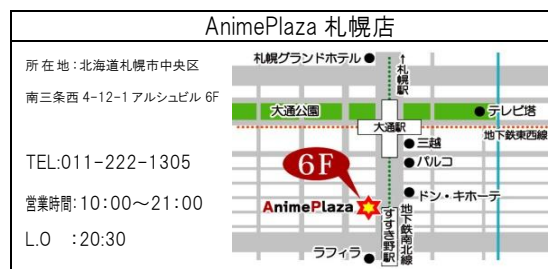 AnimePlaza 札幌店
所在地:北海道札幌市中央区
南三条西 4-12-1 アルシュビル 6F
TEL:011-222-1305
営業時間:10:00～21:00
L.O :20:30
札幌グランドホテル
↑札幌駅
大通公園
テレビ塔
大通駅
地下鉄東西線
三越
パルコ
6F
ドン・キホーテ
AnimePlaza
すすき野駅
地下鉄南北線
ラフィラ